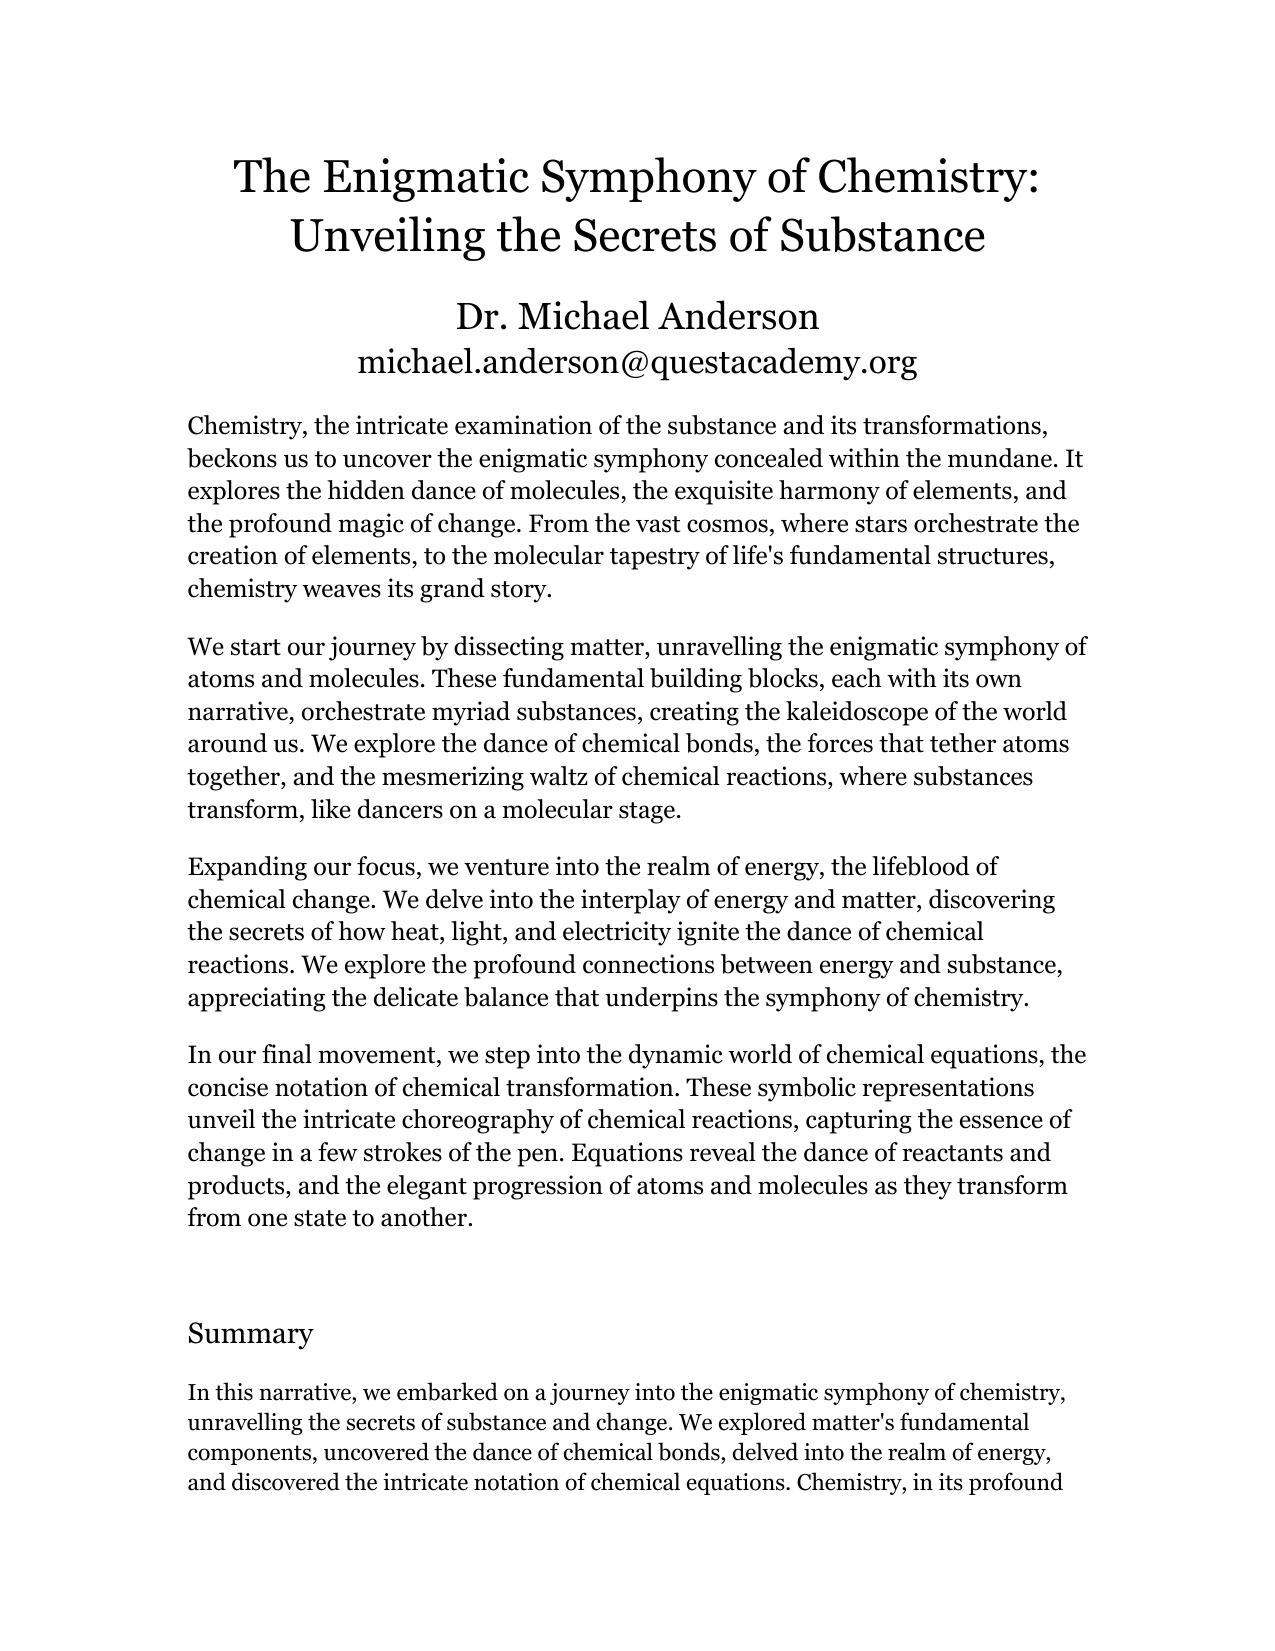 The Enigmatic Symphony of Chemistry:
Unveiling the Secrets of Substance
Dr. Michael Anderson
michael.anderson@questacademy.org
Chemistry, the intricate examination of the substance and its transformations,
beckons us to uncover the enigmatic symphony concealed within the mundane. It
explores the hidden dance of molecules, the exquisite harmony of elements, and
the profound magic of change. From the vast cosmos, where stars orchestrate the
creation of elements, to the molecular tapestry of life's fundamental structures,
chemistry weaves its grand story.
We start our journey by dissecting matter, unravelling the enigmatic symphony of
atoms and molecules. These fundamental building blocks, each with its own
narrative, orchestrate myriad substances, creating the kaleidoscope of the world
around us. We explore the dance of chemical bonds, the forces that tether atoms
together, and the mesmerizing waltz of chemical reactions, where substances
transform, like dancers on a molecular stage.
Expanding our focus, we venture into the realm of energy, the lifeblood of
chemical change. We delve into the interplay of energy and matter, discovering
the secrets of how heat, light, and electricity ignite the dance of chemical
reactions. We explore the profound connections between energy and substance,
appreciating the delicate balance that underpins the symphony of chemistry.
In our final movement, we step into the dynamic world of chemical equations, the
concise notation of chemical transformation. These symbolic representations
unveil the intricate choreography of chemical reactions, capturing the essence of
change in a few strokes of the pen. Equations reveal the dance of reactants and
products, and the elegant progression of atoms and molecules as they transform
from one state to another.
Summary
In this narrative, we embarked on a journey into the enigmatic symphony of chemistry,
unravelling the secrets of substance and change. We explored matter's fundamental
components, uncovered the dance of chemical bonds, delved into the realm of energy,
and discovered the intricate notation of chemical equations. Chemistry, in its profound